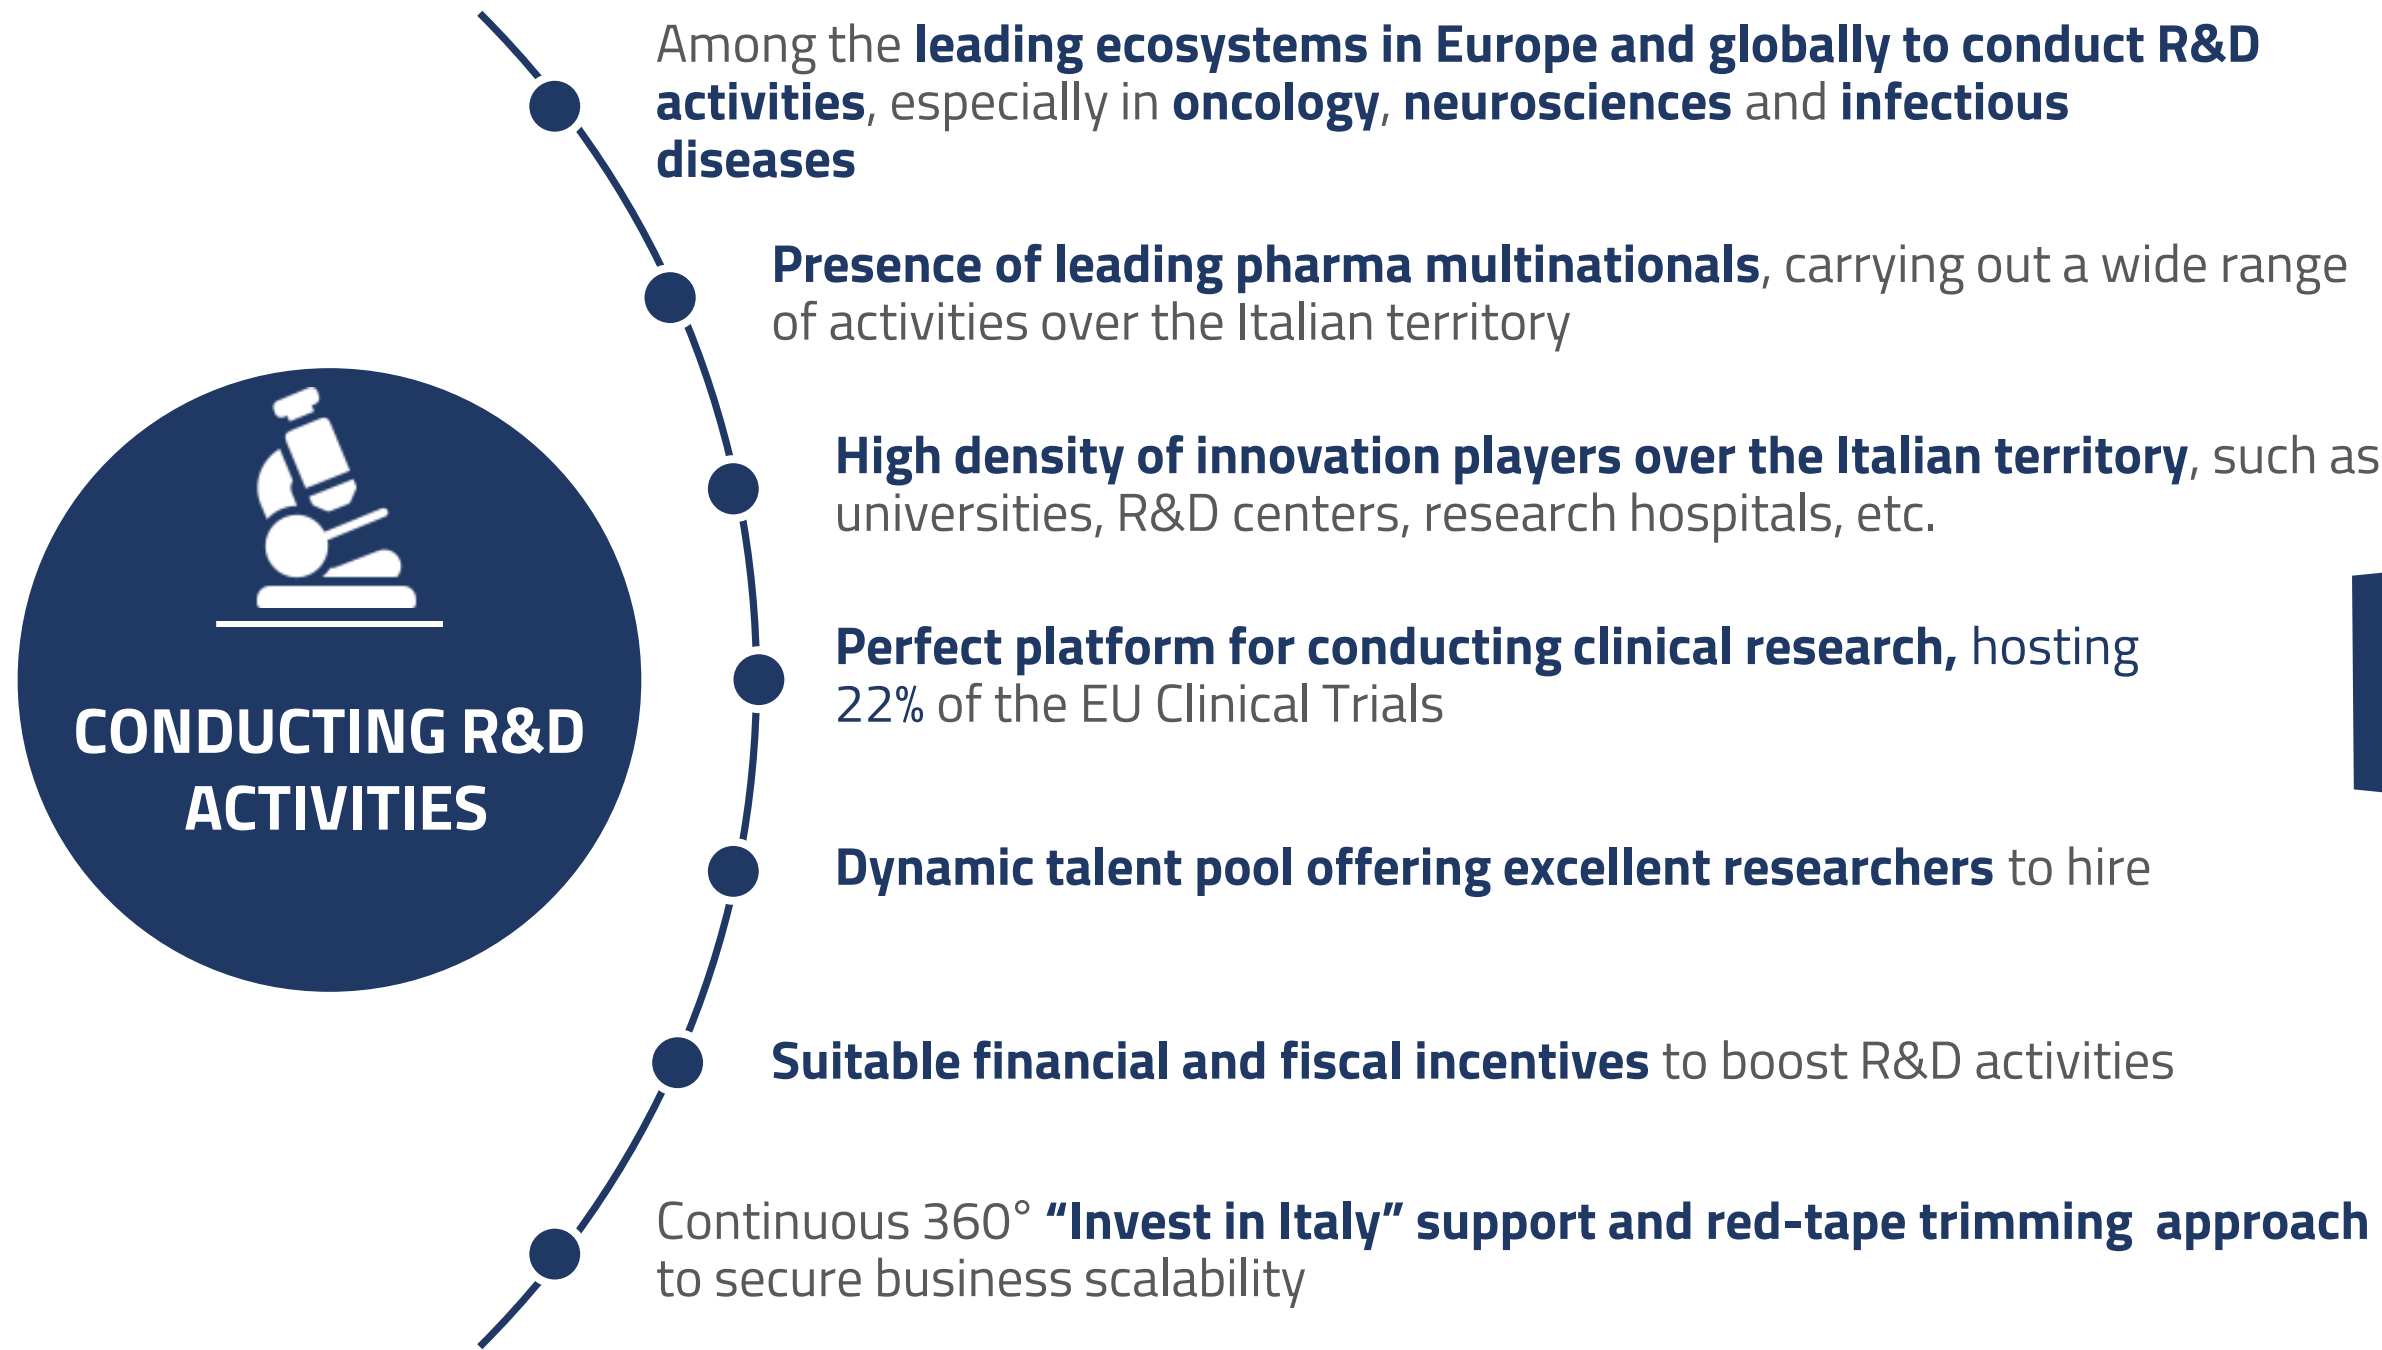 Among the leading ecosystems in Europe and globally to conduct R&D
activities, especially in oncology, neurosciences and infectious
diseases
Presence of leading pharma multinationals, carrying out a wide range
of activities over the Italian territory
High density of innovation players over the Italian territory, such as
universities, R&D centers, research hospitals, etc.
Perfect platform for conducting clinical research, hosting
22% of the EU Clinical Trials
CONDUCTING R&D
ACTIVITIES
Dynamic talent pool offering excellent researchers to hire
Suitable financial and fiscal incentives to boost R&D activities
Continuous 360° “Invest in Italy” support and red-tape trimming  approach
to secure business scalability